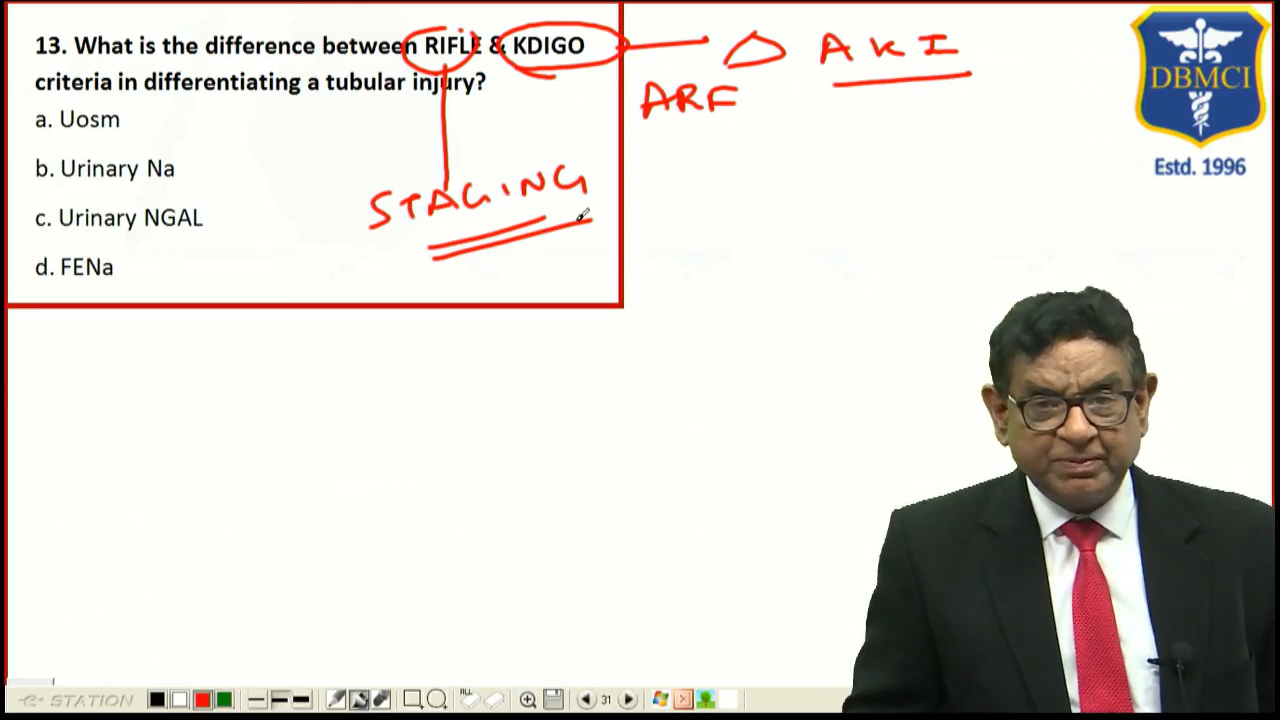 13. What is the difference between RIFLE & KDIGO
criteria in differentiating a tubular injury?
a. Uosm
b. Urinary Na
c. Urinary NGAL
d. FENa
AKI
ARF
STAGING
DBMCI
Estd. 1996
e-STATION
ALL
31